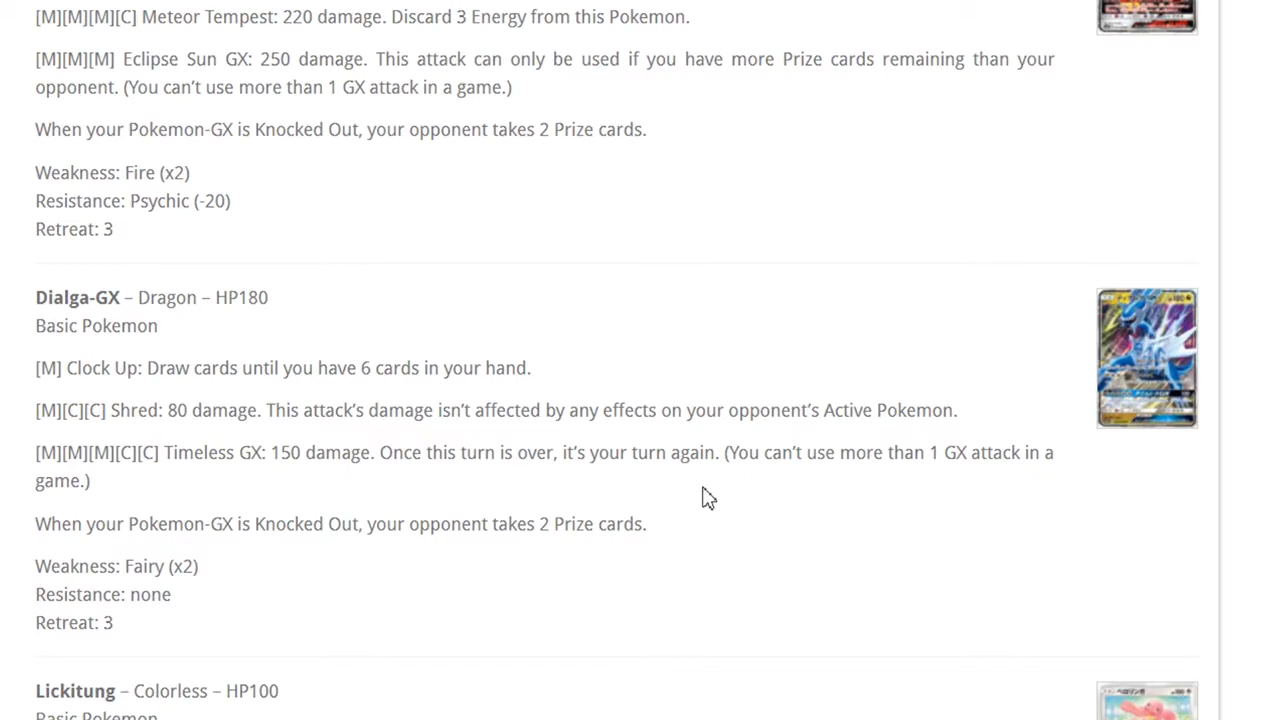 [M][M][M][C] Meteor Tempest: 220 damage. Discard 3 Energy from this Pokemon.
[M][M][M] Eclipse Sun GX: 250 damage. This attack can only be used if you have more Prize cards remaining than your
opponent. (You can’t use more than 1 GX attack in a game.)
When your Pokemon-GX is Knocked Out, your opponent takes 2 Prize cards.
Weakness: Fire (x2)
Resistance: Psychic (-20)
Retreat: 3
Dialga-GX – Dragon – HP180
Basic Pokemon
[M] Clock Up: Draw cards until you have 6 cards in your hand.
[M][C][C] Shred: 80 damage. This attack’s damage isn’t affected by any effects on your opponent’s Active Pokemon.
[M][M][M][C][C] Timeless GX: 150 damage. Once this turn is over, it’s your turn again. (You can’t use more than 1 GX attack in a
game.)
When your Pokemon-GX is Knocked Out, your opponent takes 2 Prize cards.
Weakness: Fairy (x2)
Resistance: none
Retreat: 3
Lickitung – Colorless – HP100
Basic Pokemon